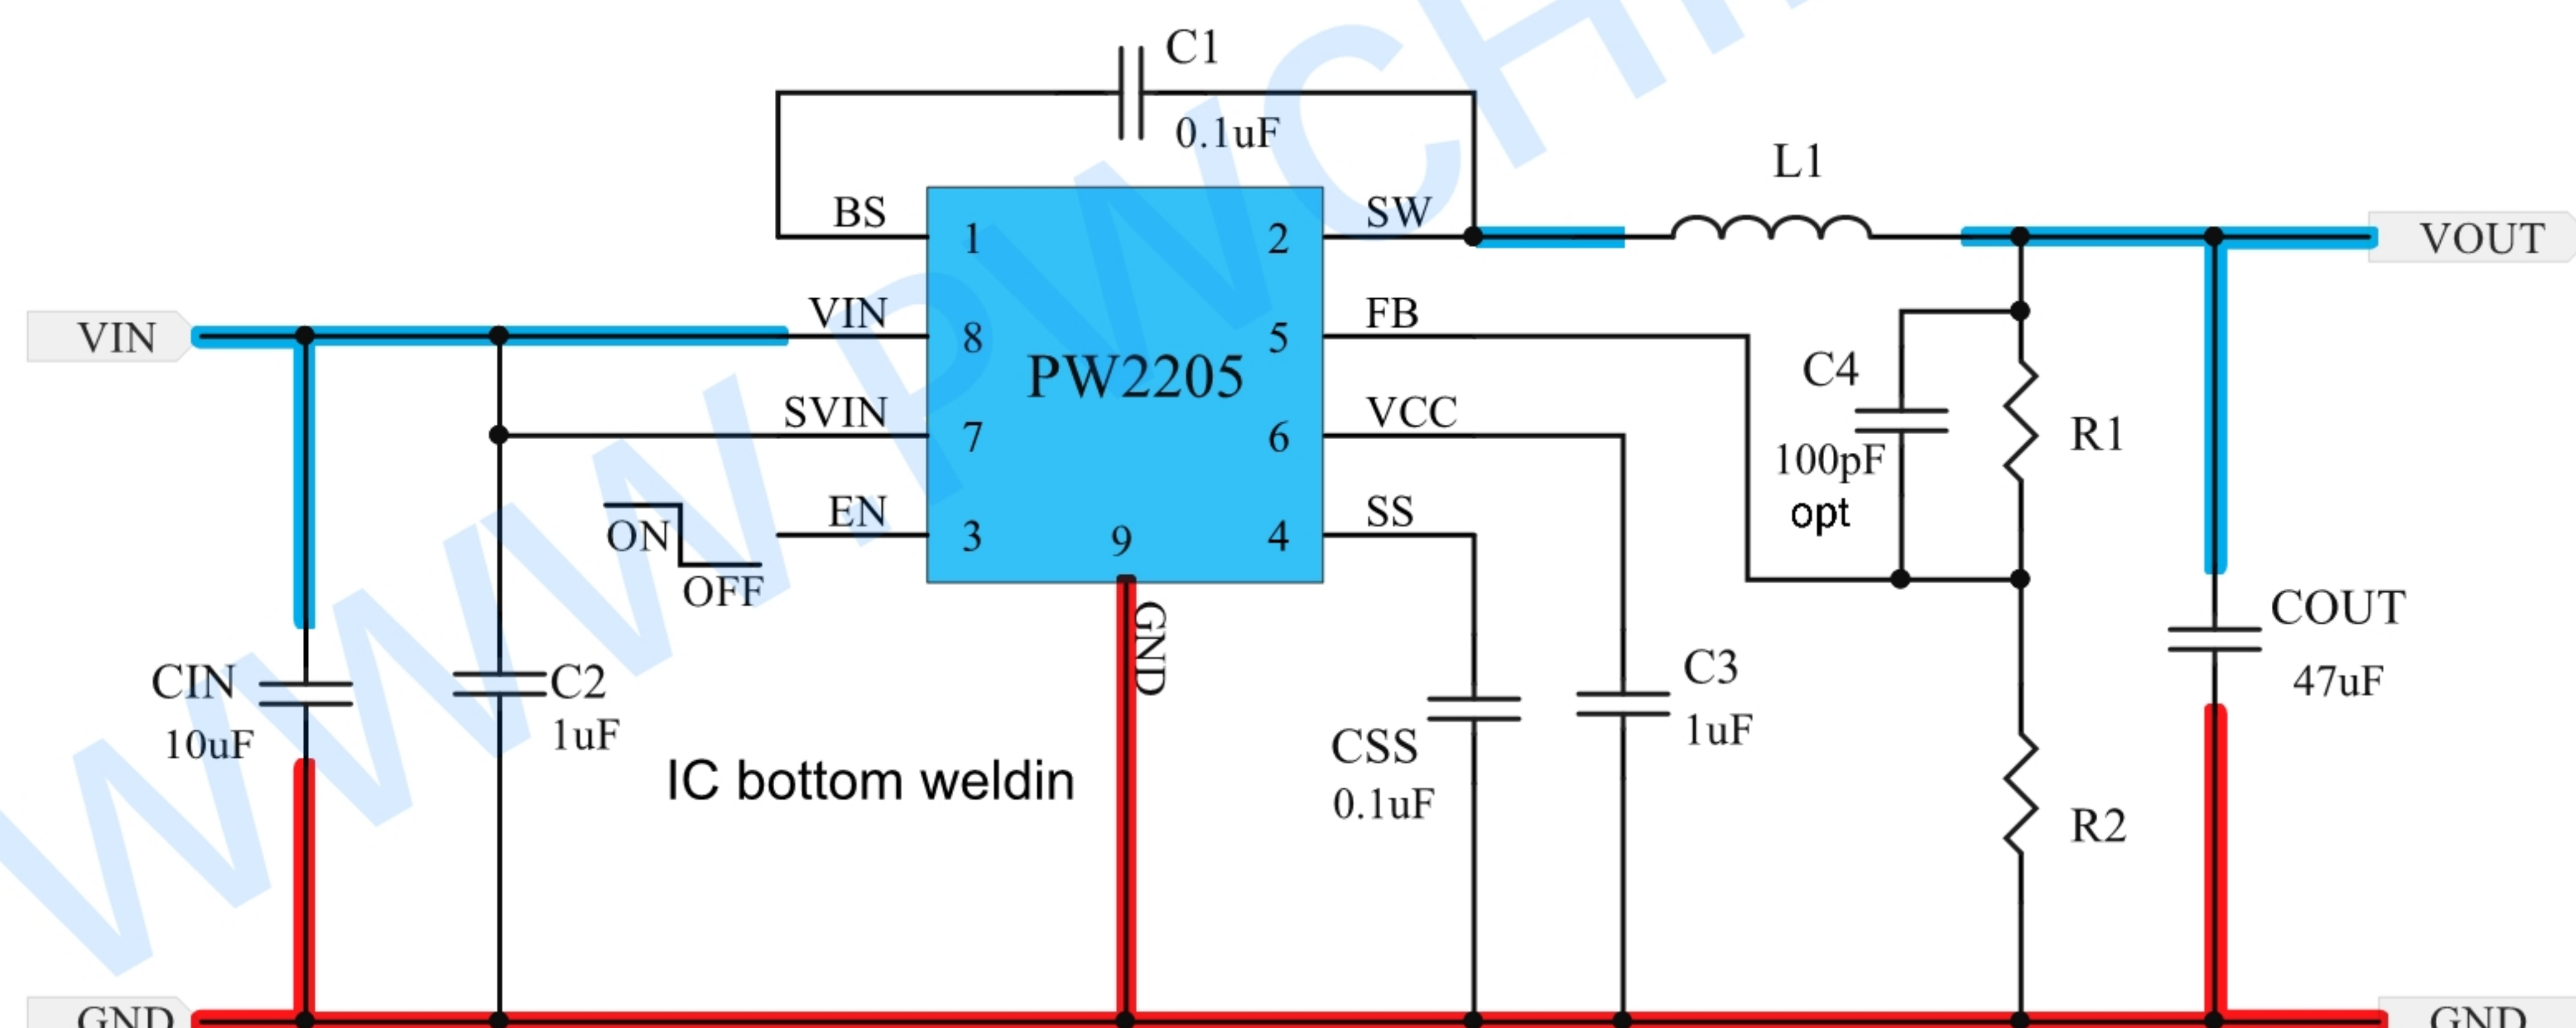 C1
0.1uF
L1
BS
1
2
SW
VOUT
VIN
VIN
8
5
FB
PW2205
C4
100pF
opt
R1
SVIN
7
6
VCC
ON
OFF
EN
3
9
4
SS
GND
CIN
10uF
C2
1uF
IC bottom weldin
CSS
0.1uF
C3
1uF
COUT
47uF
R2
GND
GND
WWW.PWCH